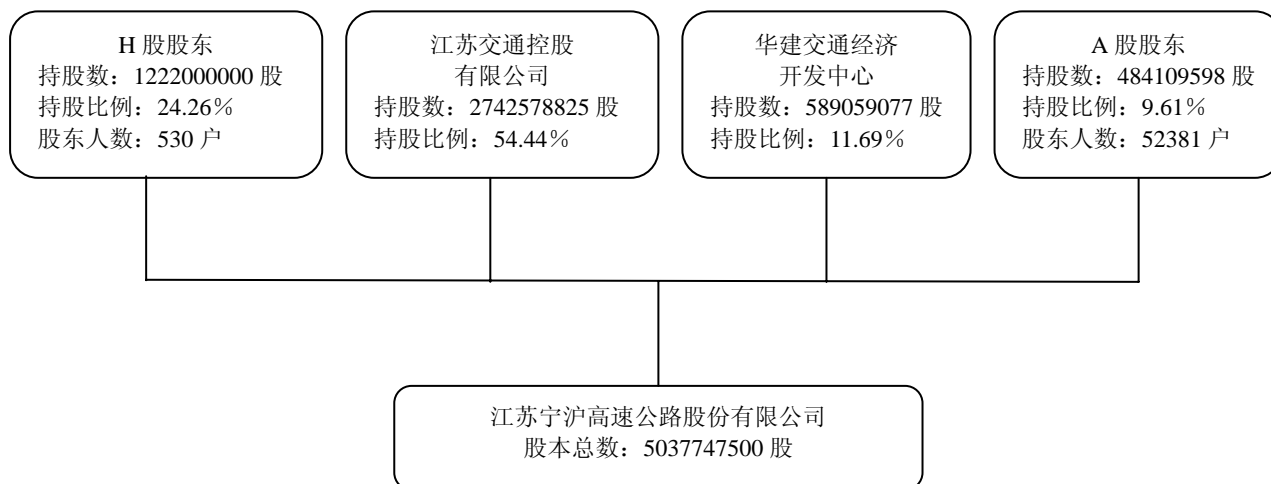 H 股股东
持股数：1222000000 股
持股比例：24.26％
股东人数：530 户
江苏交通控股
有限公司
持股数：2742578825 股
持股比例：54.44％
华建交通经济
开发中心
持股数：589059077 股
持股比例：11.69％
A 股股东
持股数：484109598 股
持股比例：9.61％
股东人数：52381 户
江苏宁沪高速公路股份有限公司
股本总数：5037747500 股